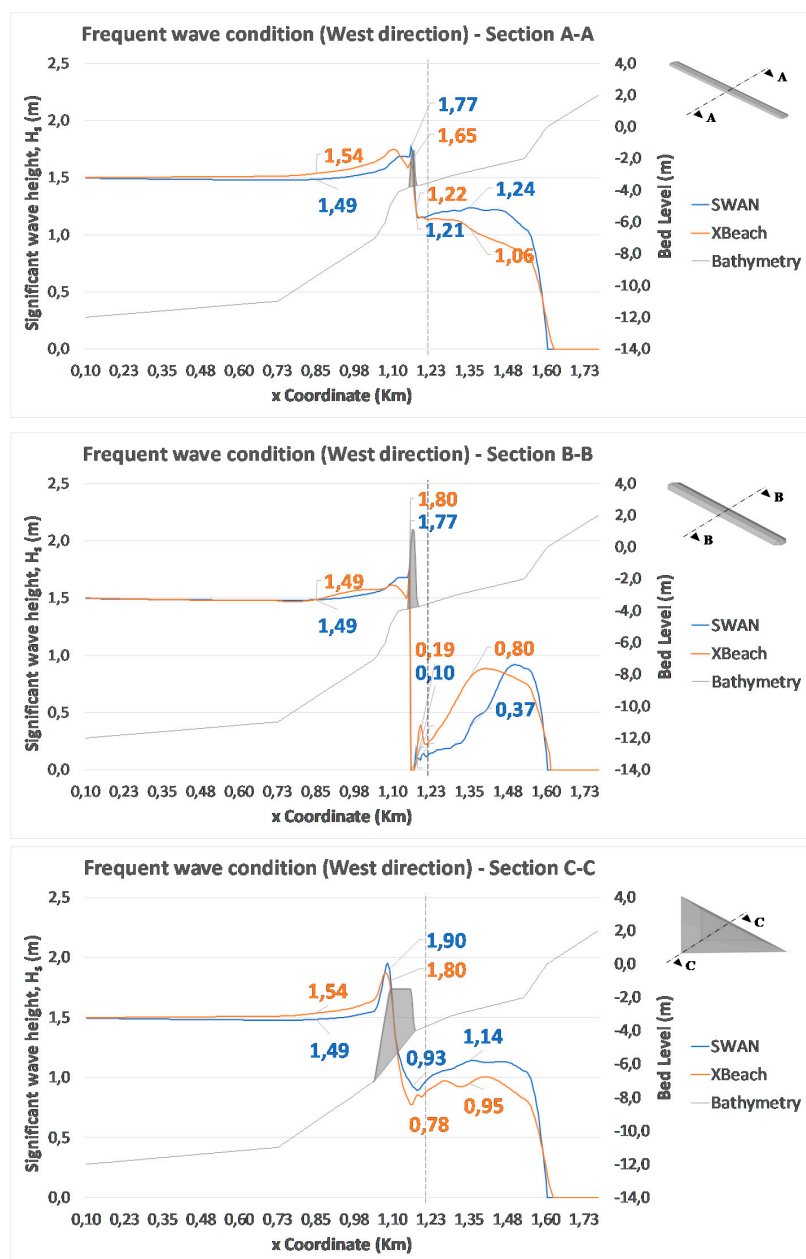 Frequent wave condition (West direction) - Section A-A
Significant wave height, Hs (m)
2,5
2,0
1,5
1,0
0,5
0,0
1,77
1,65
1,54
1,49
1,22
1,24
1,21
1,06
4,0
2,0
0,0
-2,0
-4,0
-6,0
-8,0
-10,0
-12,0
-14,0
Bed Level (m)
0,10 0,23 0,35 0,48 0,60 0,73 0,85 0,98 1,10 1,23 1,35 1,48 1,60 1,73
x Coordinate (Km)
A
A
SWAN
XBeach
Bathymetry
Frequent wave condition (West direction) - Section B-B
Significant wave height, Hs (m)
2,5
2,0
1,5
1,0
0,5
0,0
1,80
1,77
1,49
1,49
0,19
0,80
0,10
0,37
4,0
2,0
0,0
-2,0
-4,0
-6,0
-8,0
-10,0
-12,0
-14,0
Bed Level (m)
0,10 0,23 0,35 0,48 0,60 0,73 0,85 0,98 1,10 1,23 1,35 1,48 1,60 1,73
x Coordinate (Km)
B
B
SWAN
XBeach
Bathymetry
Frequent wave condition (West direction) - Section C-C
Significant wave height, Hs (m)
2,5
2,0
1,5
1,0
0,5
0,0
1,90
1,80
1,54
1,49
0,93
1,14
0,78
0,95
4,0
2,0
0,0
-2,0
-4,0
-6,0
-8,0
-10,0
-12,0
-14,0
Bed Level (m)
0,10 0,23 0,35 0,48 0,60 0,73 0,85 0,98 1,10 1,23 1,35 1,48 1,60 1,73
x Coordinate (Km)
C
C
SWAN
XBeach
Bathymetry